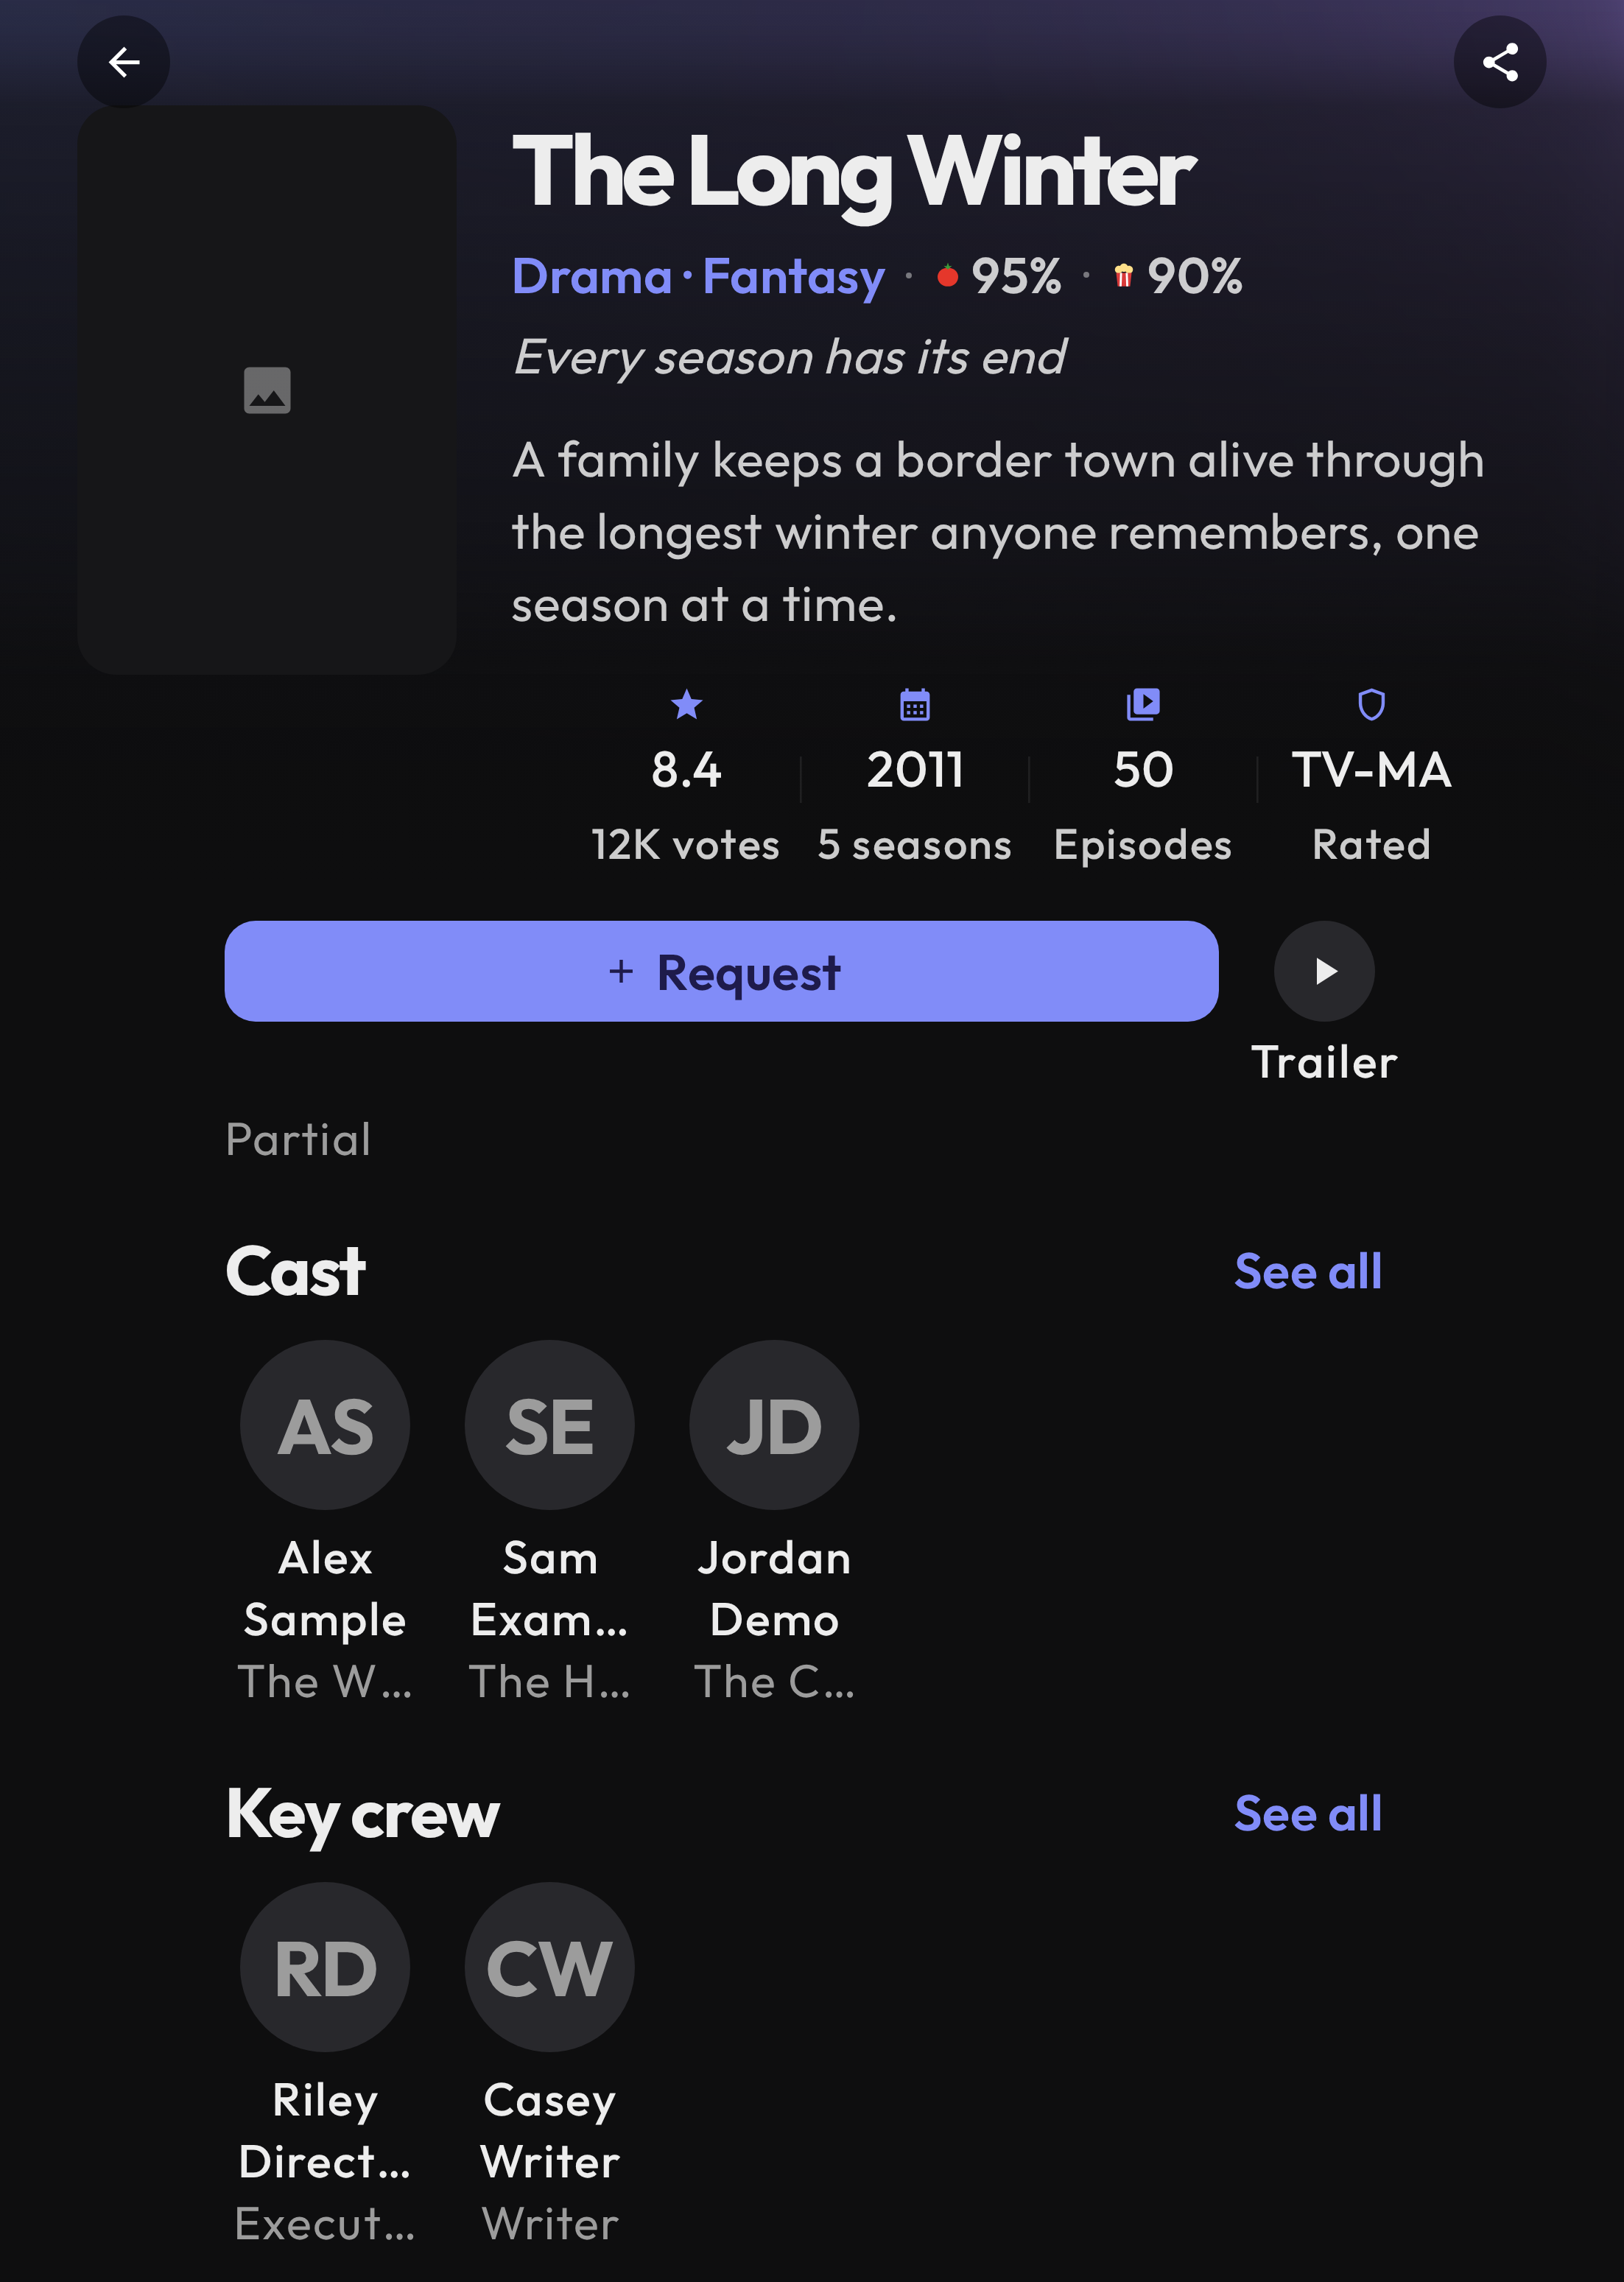 The Long Winter
Drama · Fantasy · 95% · 90%
Every season has its end
A family keeps a border town alive through
the longest winter anyone remembers, one
season at a time.
8.4 2011 50 TV-MA
12K votes 5 seasons Episodes Rated
+ Request
Trailer
Partial
Cast See all
AS SE JD
Alex Sam Jordan
Sample Exam... Demo
The W... The H... The C...
Key crew See all
RD CW
Riley Casey
Direct... Writer
Execut... Writer